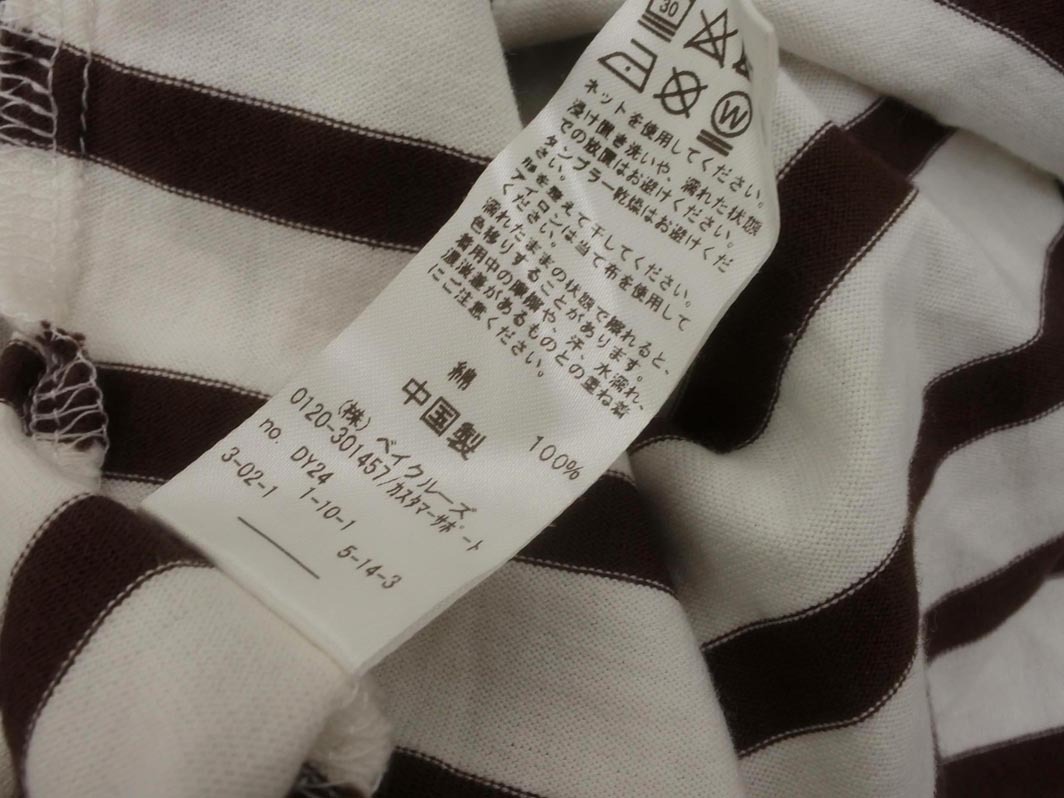 30
W
ネットを使用してください。
浸け置き洗いや、濡れた状態
での放置はお避けください。
タンブラー乾燥はお避けくだ
さい。
形を整えて干してください。
アイロンは当て布を使用して
ください。
濡れたままの状態で擦れると、
色移りすることがあります。
着用中の摩擦や、汗、水濡れ、
濃淡差があるものとの重ね着
にご注意ください。
綿 100%
中国製
(株)ベイクルーズ
0120-301457/カスタマーサポート
no. DY24 1-10-1 5-14-3
3-02-1